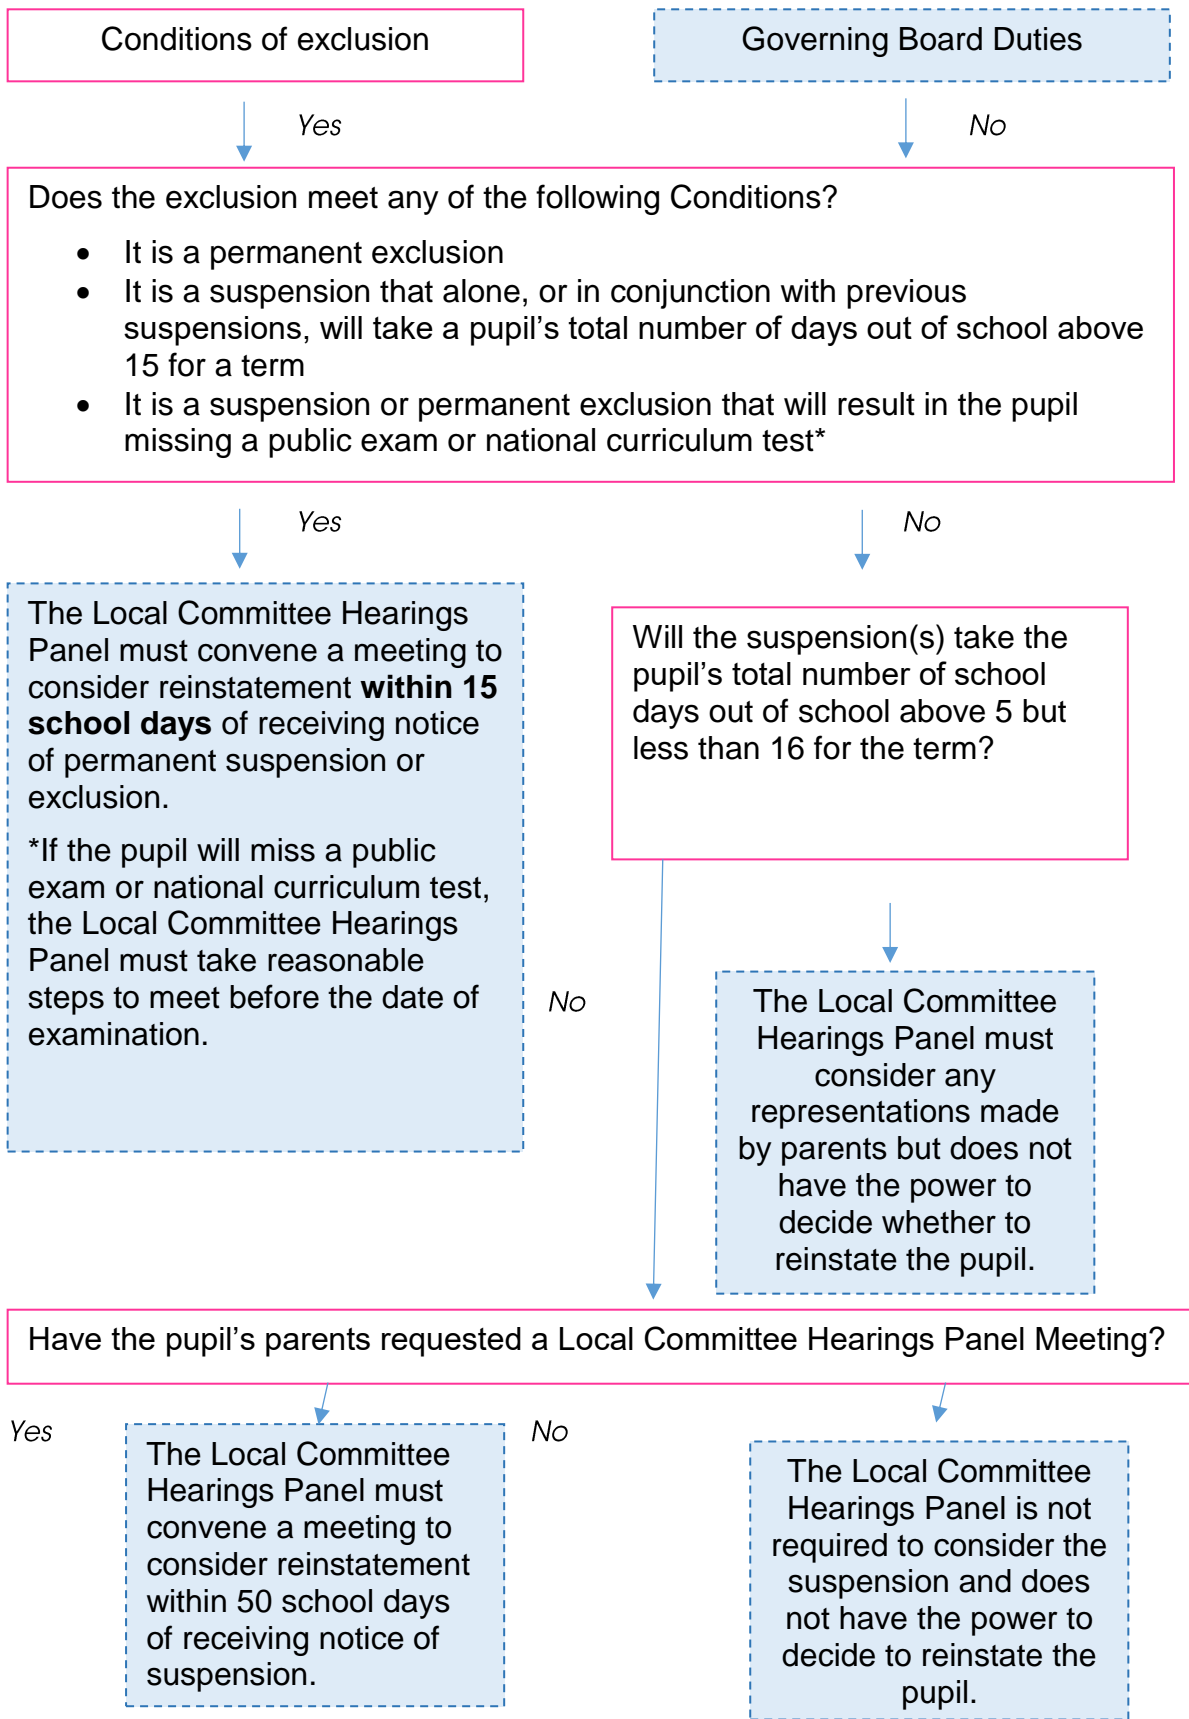 Conditions of exclusion
Governing Board Duties
Yes
No
Does the exclusion meet any of the following Conditions?
• It is a permanent exclusion
• It is a suspension that alone, or in conjunction with previous
suspensions, will take a pupil’s total number of days out of school above
15 for a term
• It is a suspension or permanent exclusion that will result in the pupil
missing a public exam or national curriculum test*
Yes
No
The Local Committee Hearings
Panel must convene a meeting to
consider reinstatement within 15
school days of receiving notice
of permanent suspension or
exclusion.
*If the pupil will miss a public
exam or national curriculum test,
the Local Committee Hearings
Panel must take reasonable
steps to meet before the date of
examination.
Will the suspension(s) take the
pupil’s total number of school
days out of school above 5 but
less than 16 for the term?
No
The Local Committee
Hearings Panel must
consider any
representations made
by parents but does not
have the power to
decide whether to
reinstate the pupil.
Have the pupil’s parents requested a Local Committee Hearings Panel Meeting?
Yes
The Local Committee
Hearings Panel must
convene a meeting to
consider reinstatement
within 50 school days
of receiving notice of
suspension.
No
The Local Committee
Hearings Panel is not
required to consider the
suspension and does
not have the power to
decide to reinstate the
pupil.